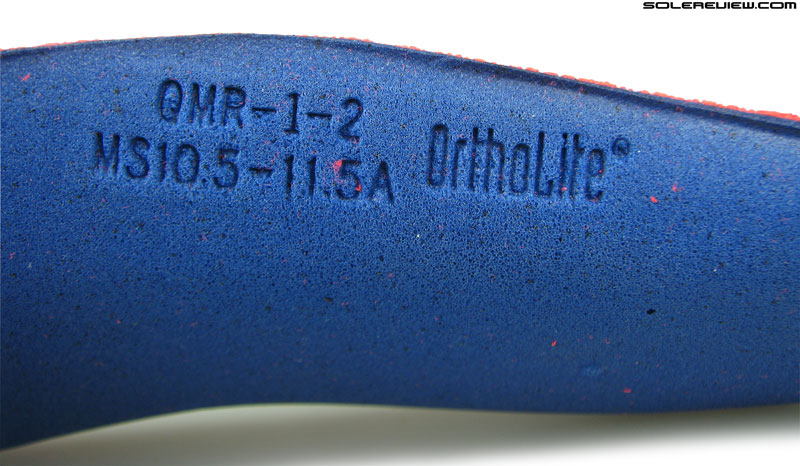 SOLEREVIEW.COM
QMR-1-2
MS10.5-11.5A
OrthoLite®